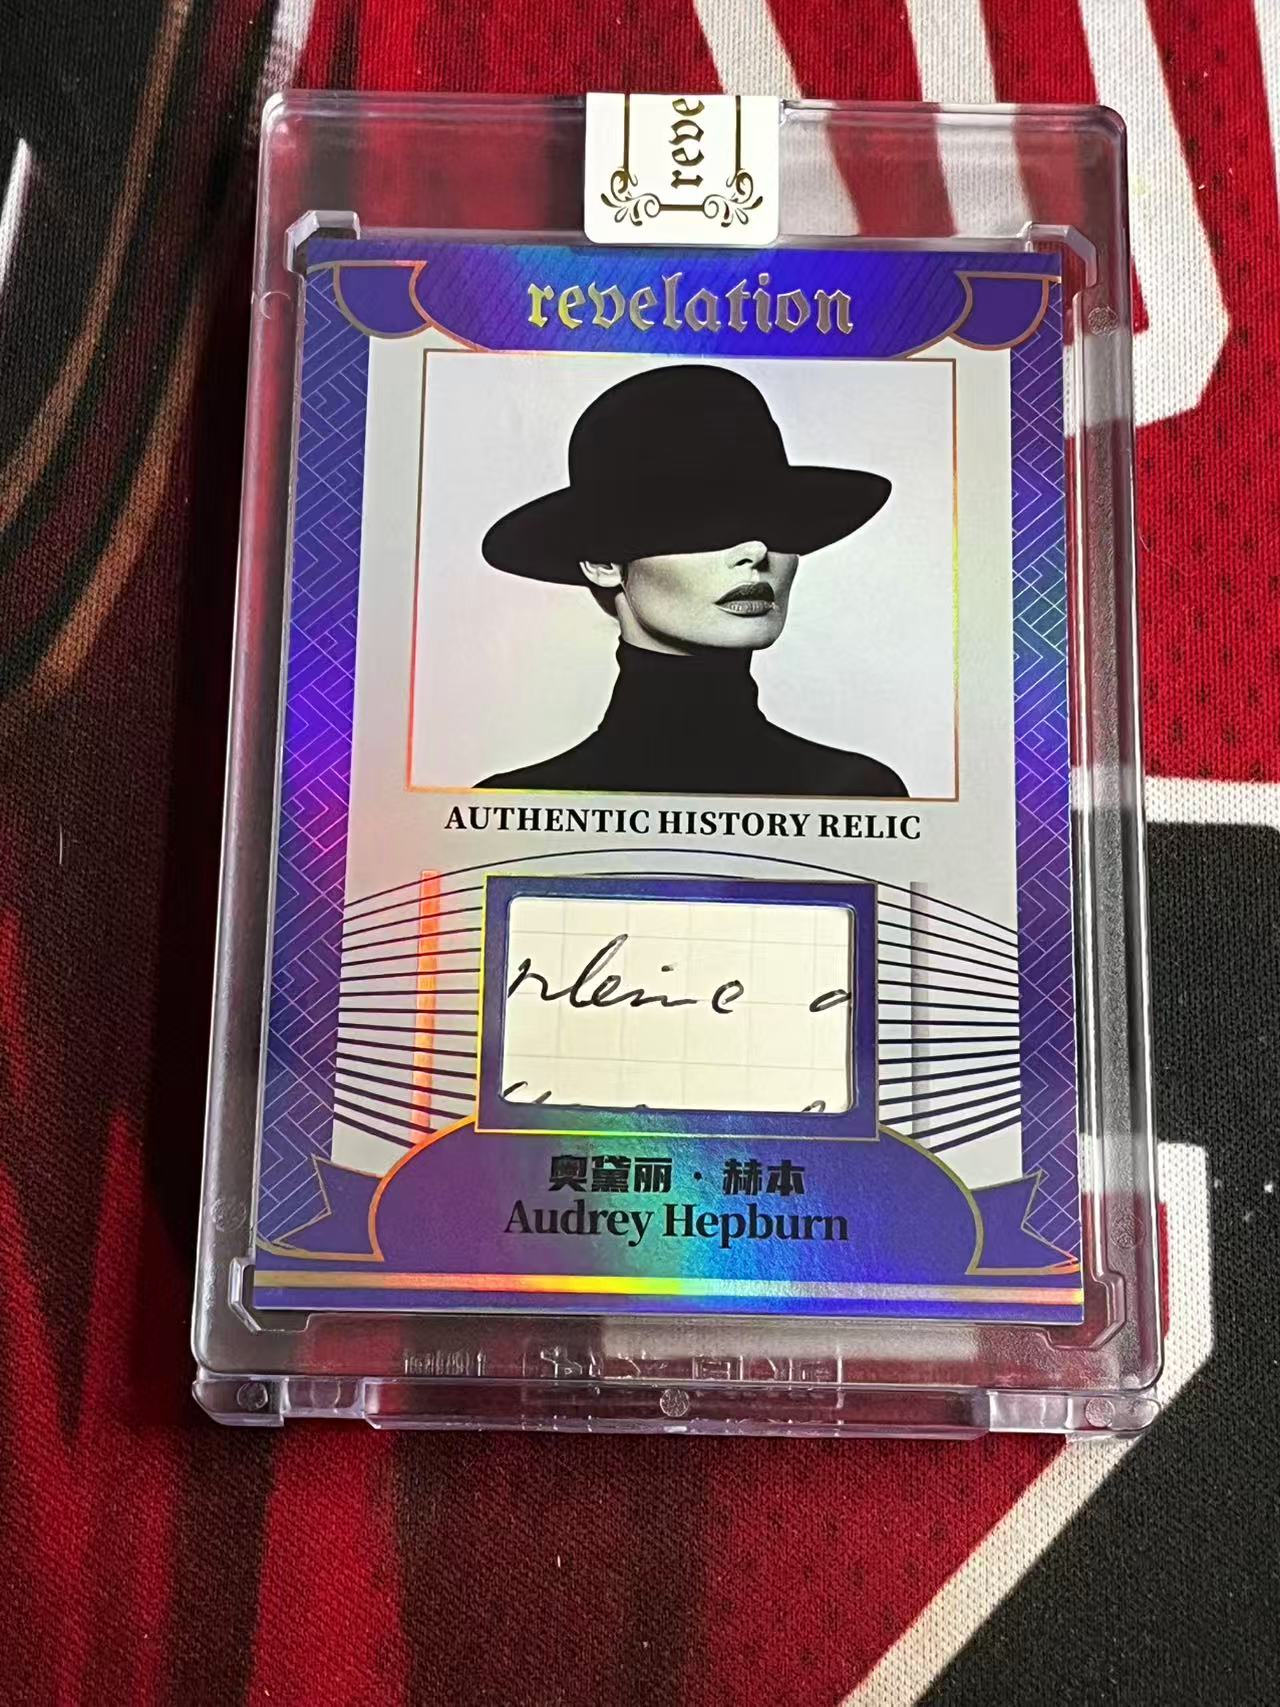 reve
revelation
AUTHENTIC HISTORY RELIC
奥黛丽·赫本
Audrey Hepburn